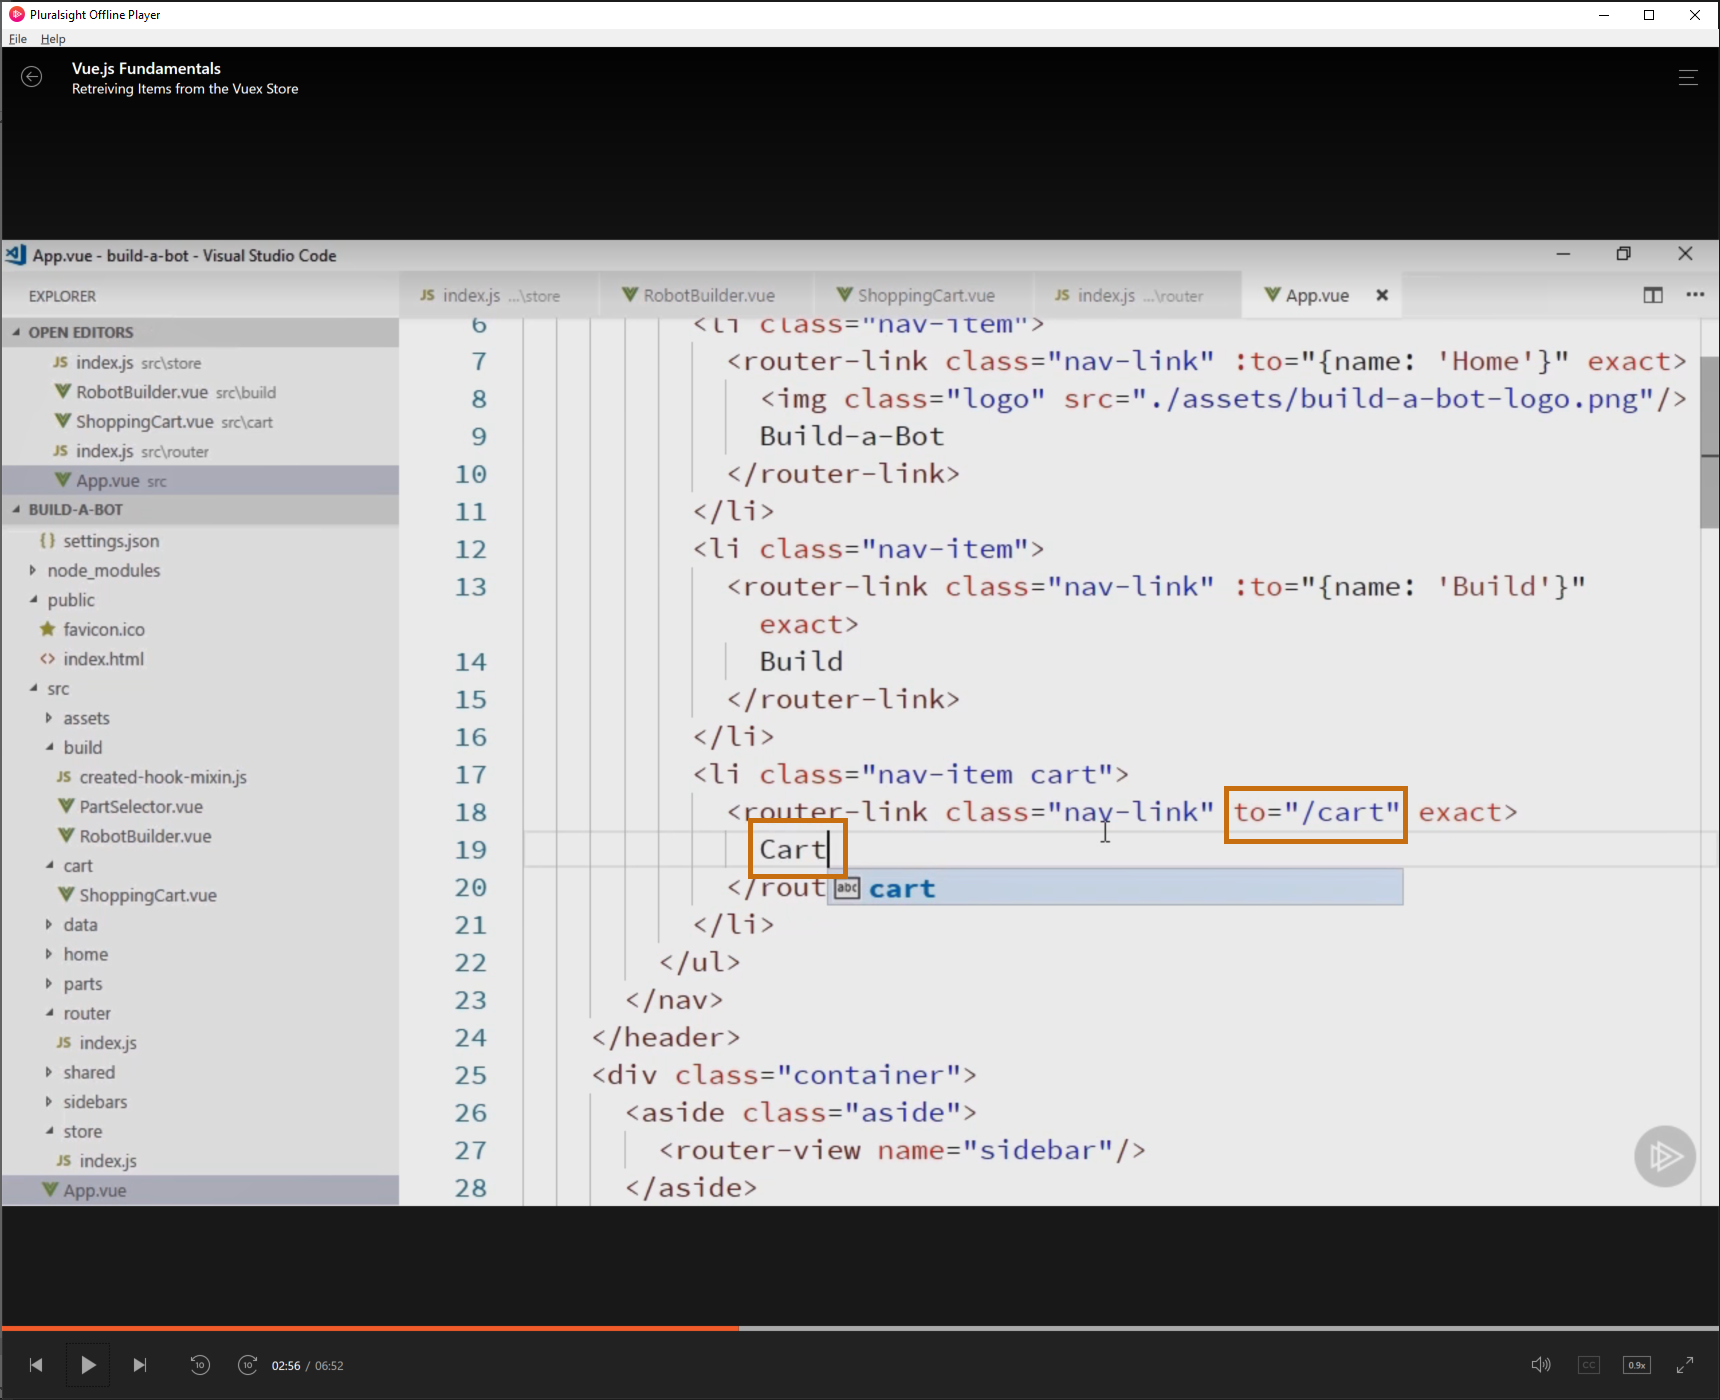 Pluralsight Offline Player
File Help
Vue.js Fundamentals
Retreiving Items from the Vuex Store
App.vue - build-a-bot - Visual Studio Code
EXPLORER
OPEN EDITORS
JS index.js src\store
RobotBuilder.vue src\build
ShoppingCart.vue src\cart
JS index.js src\router
App.vue src
BUILD-A-BOT
{} settings.json
node_modules
public
favicon.ico
<> index.html
src
assets
build
JS created-hook-mixin.js
PartSelector.vue
RobotBuilder.vue
cart
ShoppingCart.vue
data
home
parts
router
JS index.js
shared
sidebars
store
JS index.js
App.vue
JS index.js ...\store RobotBuilder.vue ShoppingCart.vue JS index.js ...\router App.vue
6 <li class="nav-item">
7 <router-link class="nav-link" :to="{name: 'Home'}" exact>
8 <img class="logo" src="./assets/build-a-bot-logo.png"/>
9 Build-a-Bot
10 </router-link>
11 </li>
12 <li class="nav-item">
13 <router-link class="nav-link" :to="{name: 'Build'}"
exact>
14 Build
15 </router-link>
16 </li>
17 <li class="nav-item cart">
18 <router-link class="nav-link" to="/cart" exact>
19 Cart
20 </rout abc cart
21 </li>
22 </ul>
23 </nav>
24 </header>
25 <div class="container">
26 <aside class="aside">
27 <router-view name="sidebar"/>
28 </aside>
10 10 02:56 / 06:52 CC 0.9x